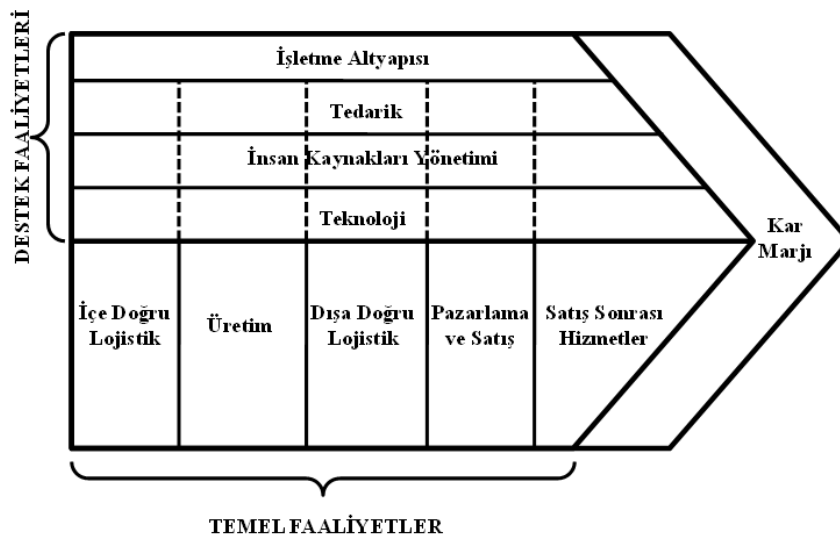 DESTEK FAALİYETLERİ
İşletme Altyapısı
Tedarik
İnsan Kaynakları Yönetimi
Teknoloji
Kar
Marjı
İçe Doğru
Lojistik
Üretim
Dışa Doğru
Lojistik
Pazarlama
ve Satış
Satış Sonrası
Hizmetler
TEMEL FAALİYETLER